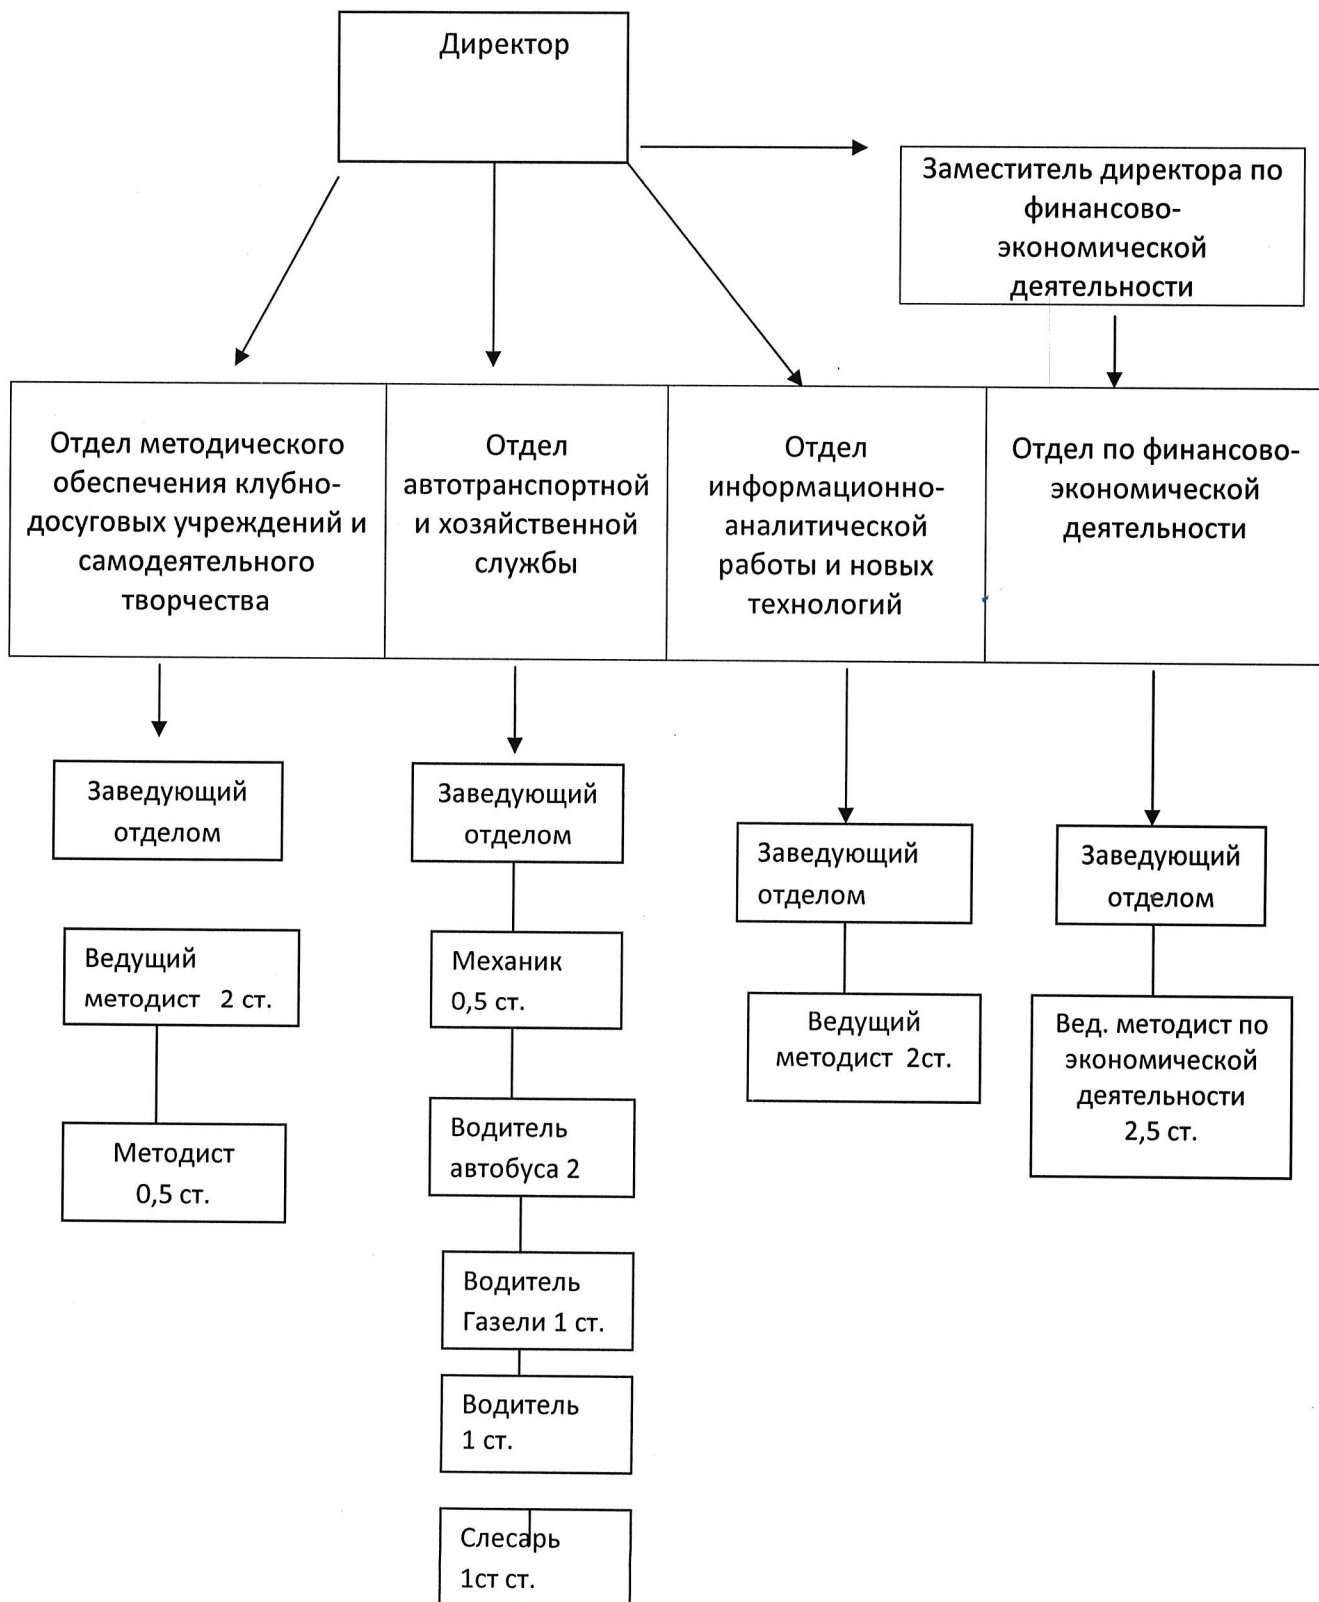 Директор
Заместитель директора по
финансово-
экономической
деятельности
Отдел методического
обеспечения клубно-
досуговых учреждений и
самодеятельного
творчества
Отдел
автотранспортной
и хозяйственной
службы
Отдел
информационно-
аналитической
работы и новых
технологий
Отдел по финансово-
экономической
деятельности
Заведующий
отделом
Ведущий
методист 2 ст.
Методист
0,5 ст.
Заведующий
отделом
Механик
0,5 ст.
Водитель
автобуса 2
Водитель
Газели 1 ст.
Водитель
1 ст.
Слесарь
1ст ст.
Заведующий
отделом
Ведущий
методист 2ст.
Заведующий
отделом
Вед. методист по
экономической
деятельности
2,5 ст.